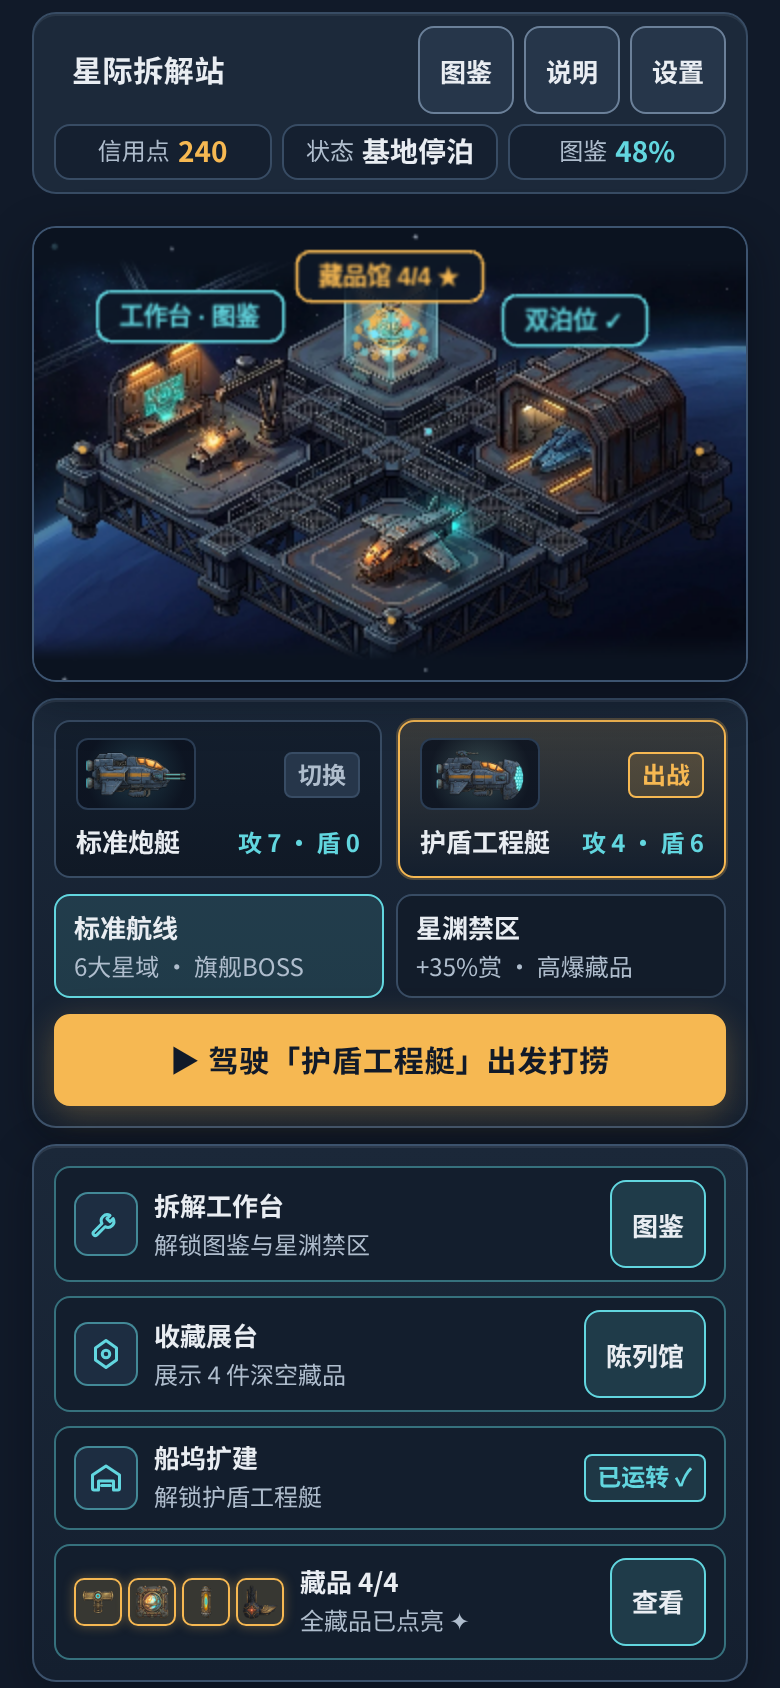 星际拆解站
图鉴
说明
设置
信用点 240
状态 基地停泊
图鉴 48%
藏品馆 4/4 ★
工作台 · 图鉴
双泊位 ✓
切换
标准炮艇 攻 7 · 盾 0
出战
护盾工程艇 攻 4 · 盾 6
标准航线
6大星域 · 旗舰BOSS
星渊禁区
+35%赏 · 高爆藏品
▶ 驾驶「护盾工程艇」出发打捞
拆解工作台
解锁图鉴与星渊禁区
图鉴
收藏展台
展示 4 件深空藏品
陈列馆
船坞扩建
解锁护盾工程艇
已运转 ✓
藏品 4/4
全藏品已点亮 ✦
查看